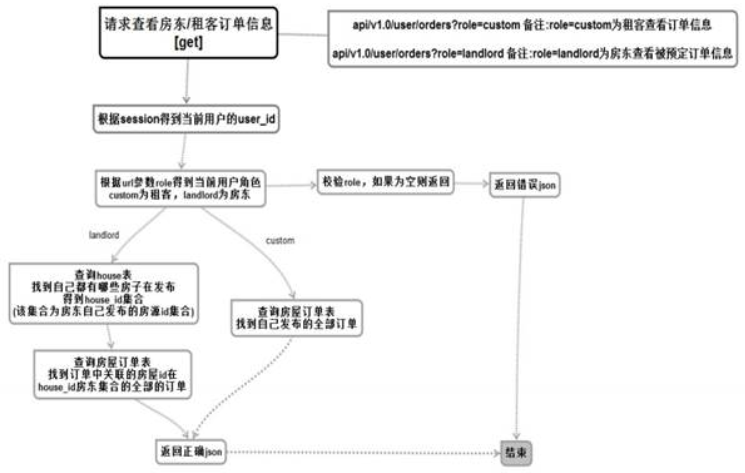 请求查看房东/租客订单信息
[get]
api/v1.0/user/orders?role=custom 备注:role=custom为租客查看订单信息
api/v1.0/user/orders?role=landlord 备注:role=landlord为房东查看被预定订单信息
根据session得到当前用户的user_id
根据url参数role得到当前用户角色
custom为租客，landlord为房东
校验role，如果为空则返回
返回错误json
landlord
custom
查询house表
找到自己都有哪些房子在发布
得到house_id集合
(该集合为房东自己发布的房源id集合)
查询房屋订单表
找到自己发布的全部订单
查询房屋订单表
找到订单中关联的房屋id在
house_id房东集合的全部的订单
返回正确json
结束